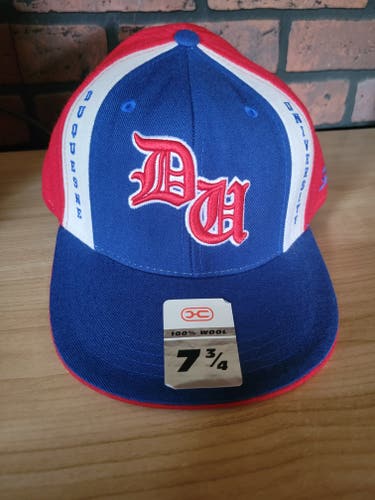 DUQUESNE
DU
UNIVERSITY
100% WOOL
7 3/4